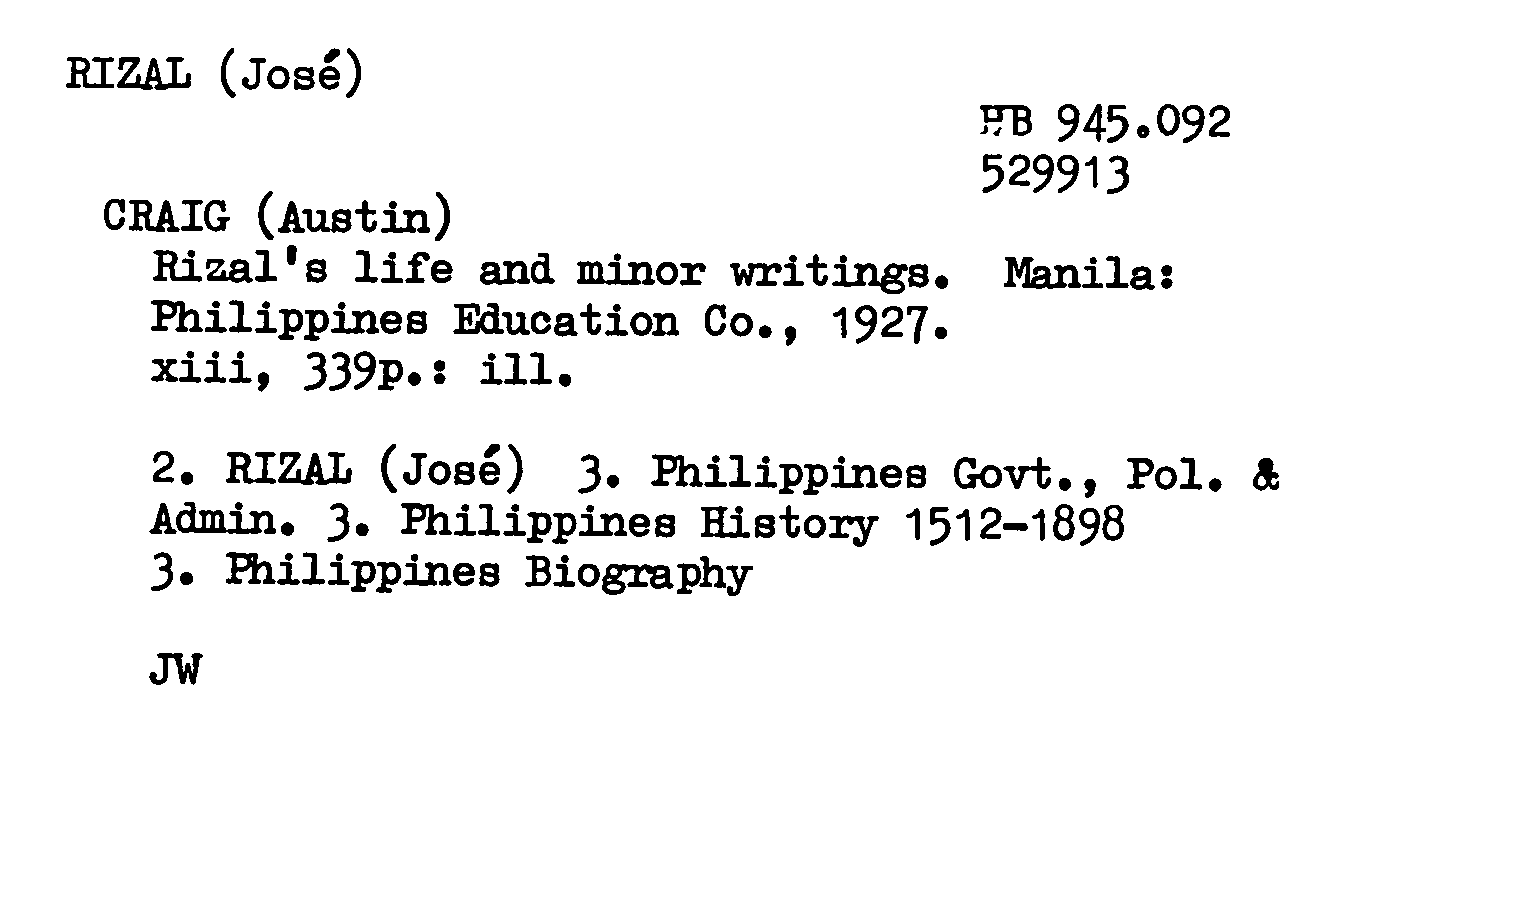 RIZAL (José)
HB 945.092
529913
CRAIG (Austin)
Rizal's life and minor writings. Manila:
Philippines Education Co., 1927.
xiii, 339p.: ill.
2. RIZAL (José) 3. Philippines Govt., Pol. &
Admin. 3. Philippines History 1512-1898
3. Philippines Biography
JW